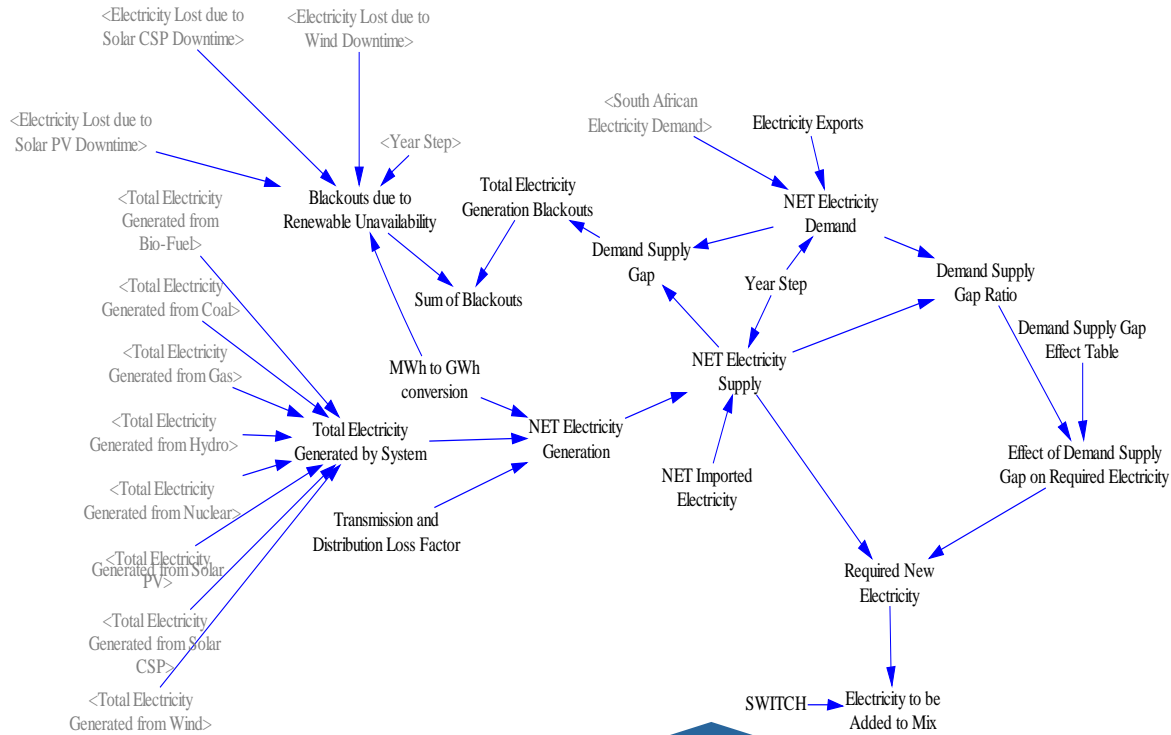 <Electricity Lost due to
Solar CSP Downtime>
<Electricity Lost due to
Wind Downtime>
<Electricity Lost due to
Solar PV Downtime>
<Year Step>
<South African
Electricity Demand>
Electricity Exports
<Total Electricity
Generated from
Bio-Fuel>
Blackouts due to
Renewable Unavailability
Total Electricity
Generation Blackouts
NET Electricity
Demand
Demand Supply
Gap
Year Step
Demand Supply
Gap Ratio
<Total Electricity
Generated from Coal>
Sum of Blackouts
Demand Supply Gap
Effect Table
<Total Electricity
Generated from Gas>
MWh to GWh
conversion
NET Electricity
Supply
<Total Electricity
Generated from Hydro>
Total Electricity
Generated by System
NET Electricity
Generation
NET Imported
Electricity
Effect of Demand Supply
Gap on Required Electricity
<Total Electricity
Generated from Nuclear>
Transmission and
Distribution Loss Factor
<Total Electricity
Generated from Solar
PV>
Required New
Electricity
<Total Electricity
Generated from Solar
CSP>
<Total Electricity
Generated from Wind>
SWITCH
Electricity to be
Added to Mix